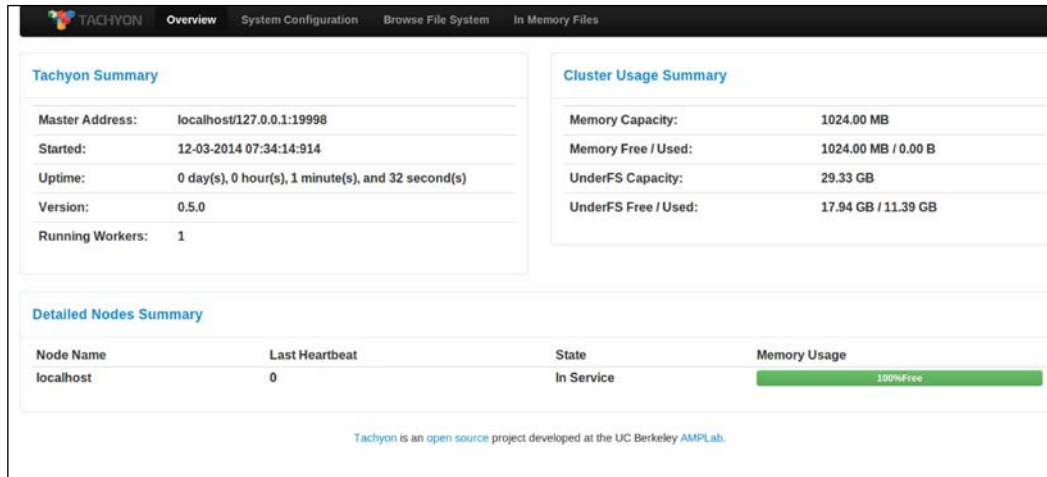 TACHYON Overview System Configuration Browse File System In Memory Files
Tachyon Summary
Master Address: localhost/127.0.0.1:19998
Started: 12-03-2014 07:34:14:914
Uptime: 0 day(s), 0 hour(s), 1 minute(s), and 32 second(s)
Version: 0.5.0
Running Workers: 1
Cluster Usage Summary
Memory Capacity: 1024.00 MB
Memory Free / Used: 1024.00 MB / 0.00 B
UnderFS Capacity: 29.33 GB
UnderFS Free / Used: 17.94 GB / 11.39 GB
Detailed Nodes Summary
Node Name Last Heartbeat State Memory Usage
localhost 0 In Service 100%Free
Tachyon is an open source project developed at the UC Berkeley AMPLab.